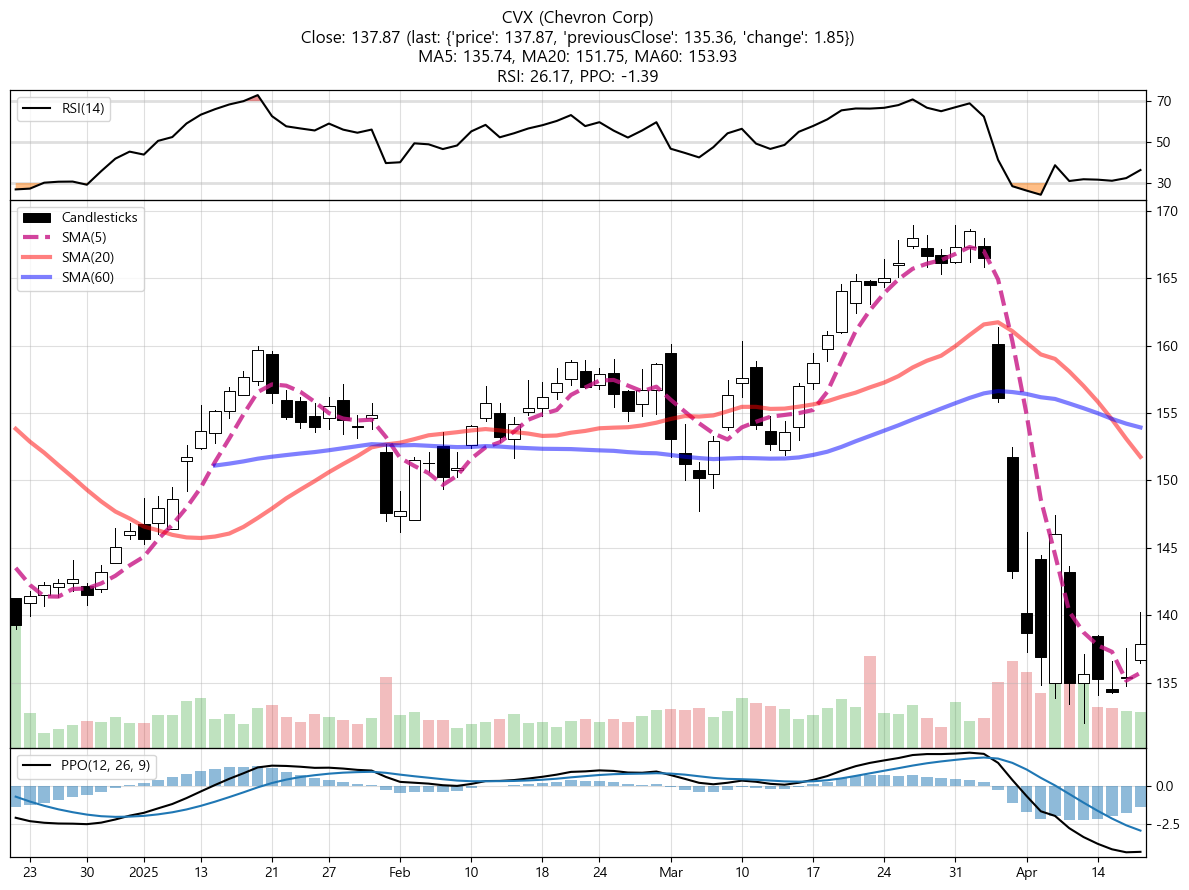 CVX (Chevron Corp)
Close: 137.87 (last: {'price': 137.87, 'previousClose': 135.36, 'change': 1.85})
MA5: 135.74, MA20: 151.75, MA60: 153.93
RSI: 26.17, PPO: -1.39
RSI(14)
70
50
30
Candlesticks
SMA(5)
SMA(20)
SMA(60)
170
165
160
155
150
145
140
135
PPO(12, 26, 9)
0.0
-2.5
23 30 2025 13 21 27 Feb 10 18 24 Mar 10 17 24 31 Apr 14